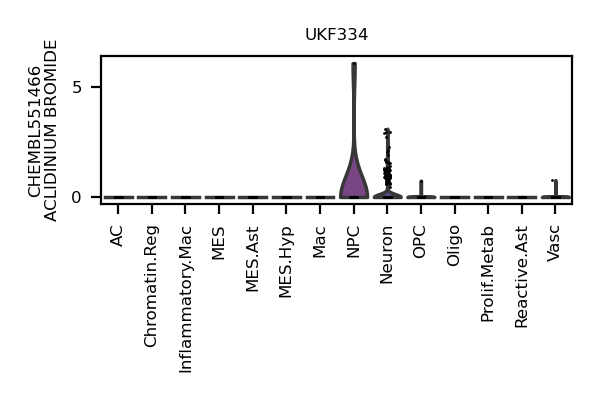 UKF334
CHEMBL551466
ACLIDINIUM BROMIDE
5
0
AC
Chromatin.Reg
Inflammatory.Mac
MES
MES.Ast
MES.Hyp
Mac
NPC
Neuron
OPC
Oligo
Prolif.Metab
Reactive.Ast
Vasc